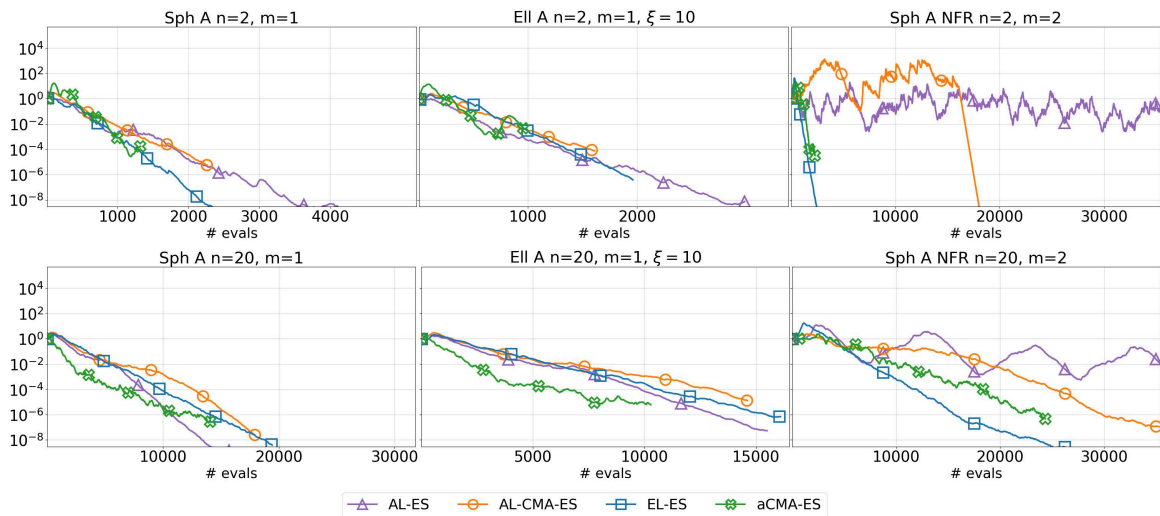 Sph A n=2, m=1
Ell A n=2, m=1, ξ = 10
Sph A NFR n=2, m=2
10^4
10^2
10^0
10^-2
10^-4
10^-6
10^-8
1000 2000 3000 4000
1000 2000
10000 20000 30000
# evals
# evals
# evals
Sph A n=20, m=1
Ell A n=20, m=1, ξ = 10
Sph A NFR n=20, m=2
10^4
10^2
10^0
10^-2
10^-4
10^-6
10^-8
10000 20000 30000
5000 10000 15000
10000 20000 30000
# evals
# evals
# evals
AL-ES AL-CMA-ES EL-ES aCMA-ES